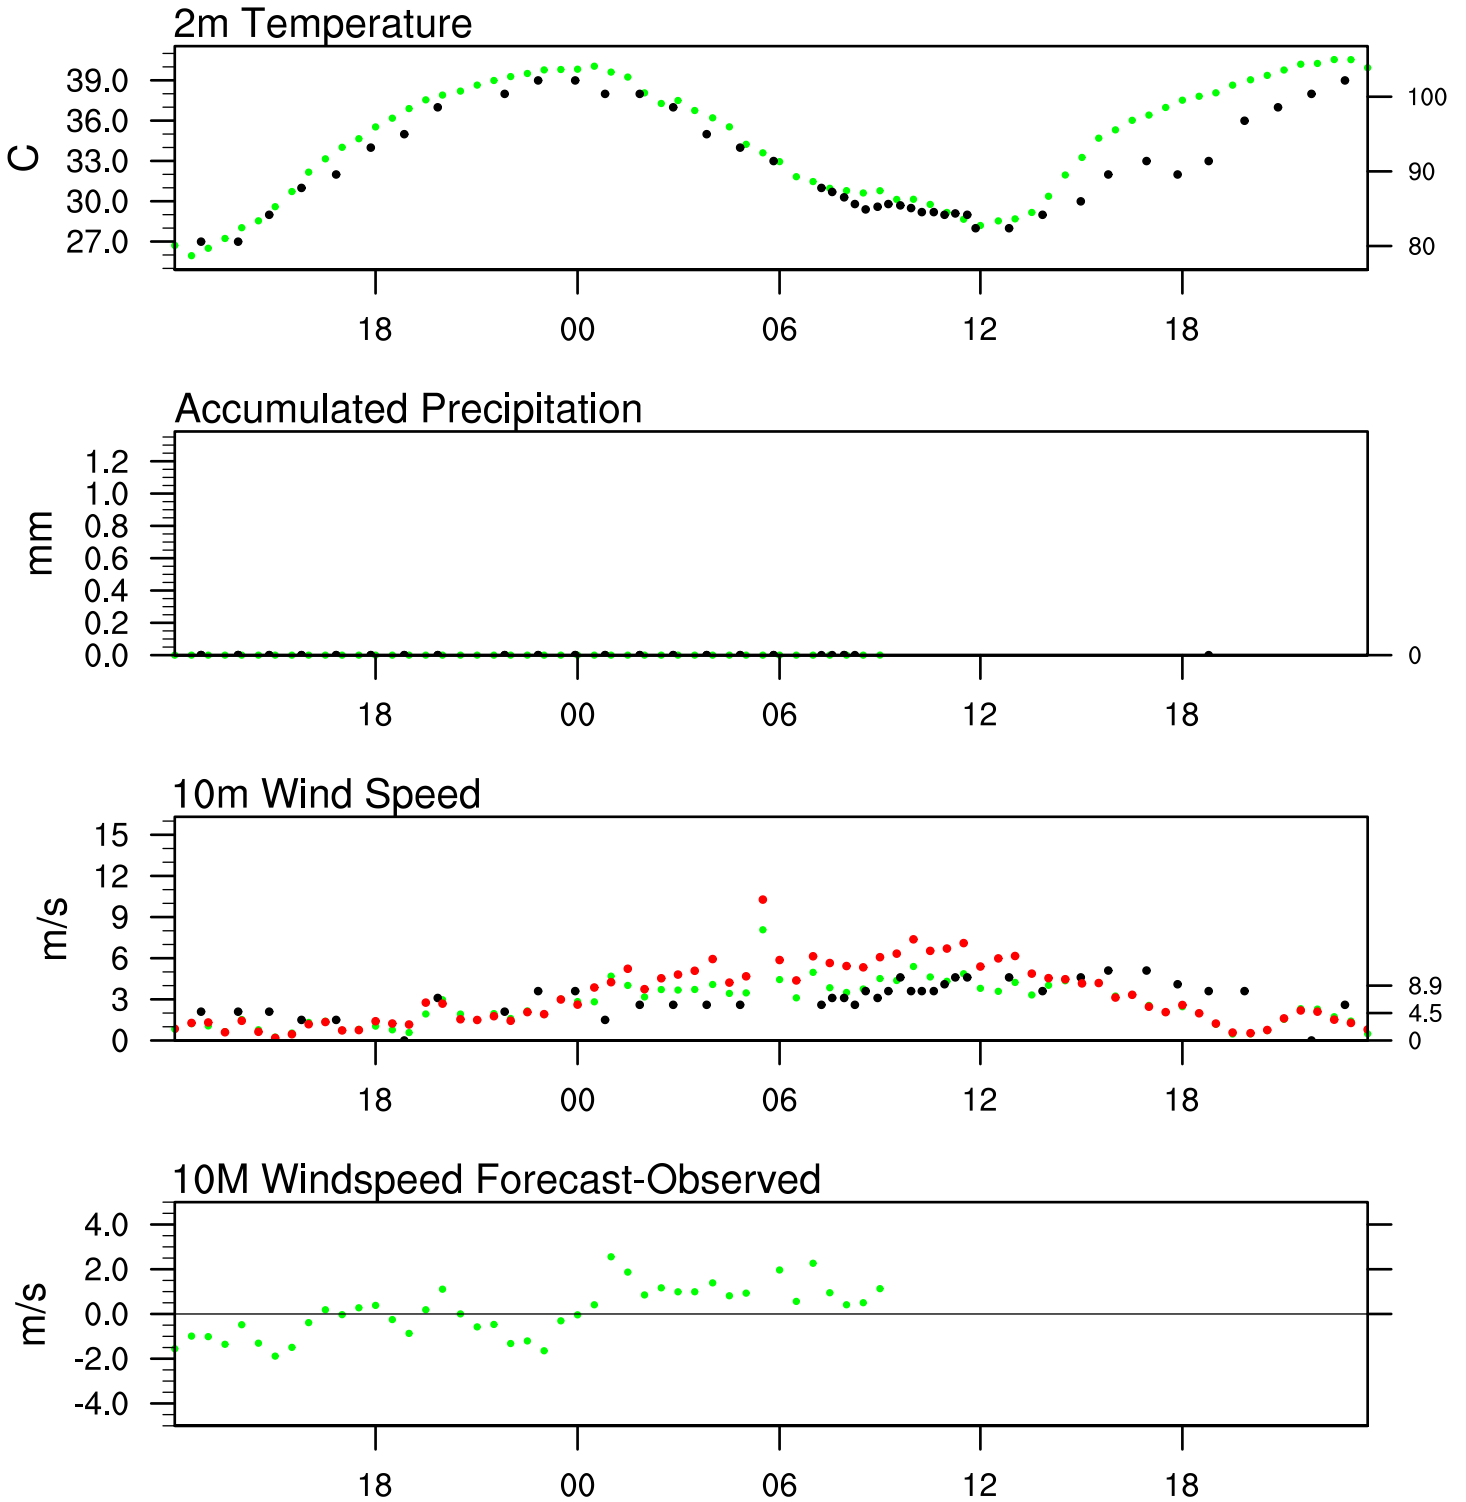 2m Temperature
39.0
36.0
33.0
30.0
27.0
C
100
90
80
18 00 06 12 18
Accumulated Precipitation
1.2
1.0
0.8
0.6
0.4
0.2
0.0
mm
0
18 00 06 12 18
10m Wind Speed
15
12
9
6
3
0
m/s
8.9
4.5
0
18 00 06 12 18
10M Windspeed Forecast-Observed
4.0
2.0
0.0
-2.0
-4.0
m/s
18 00 06 12 18